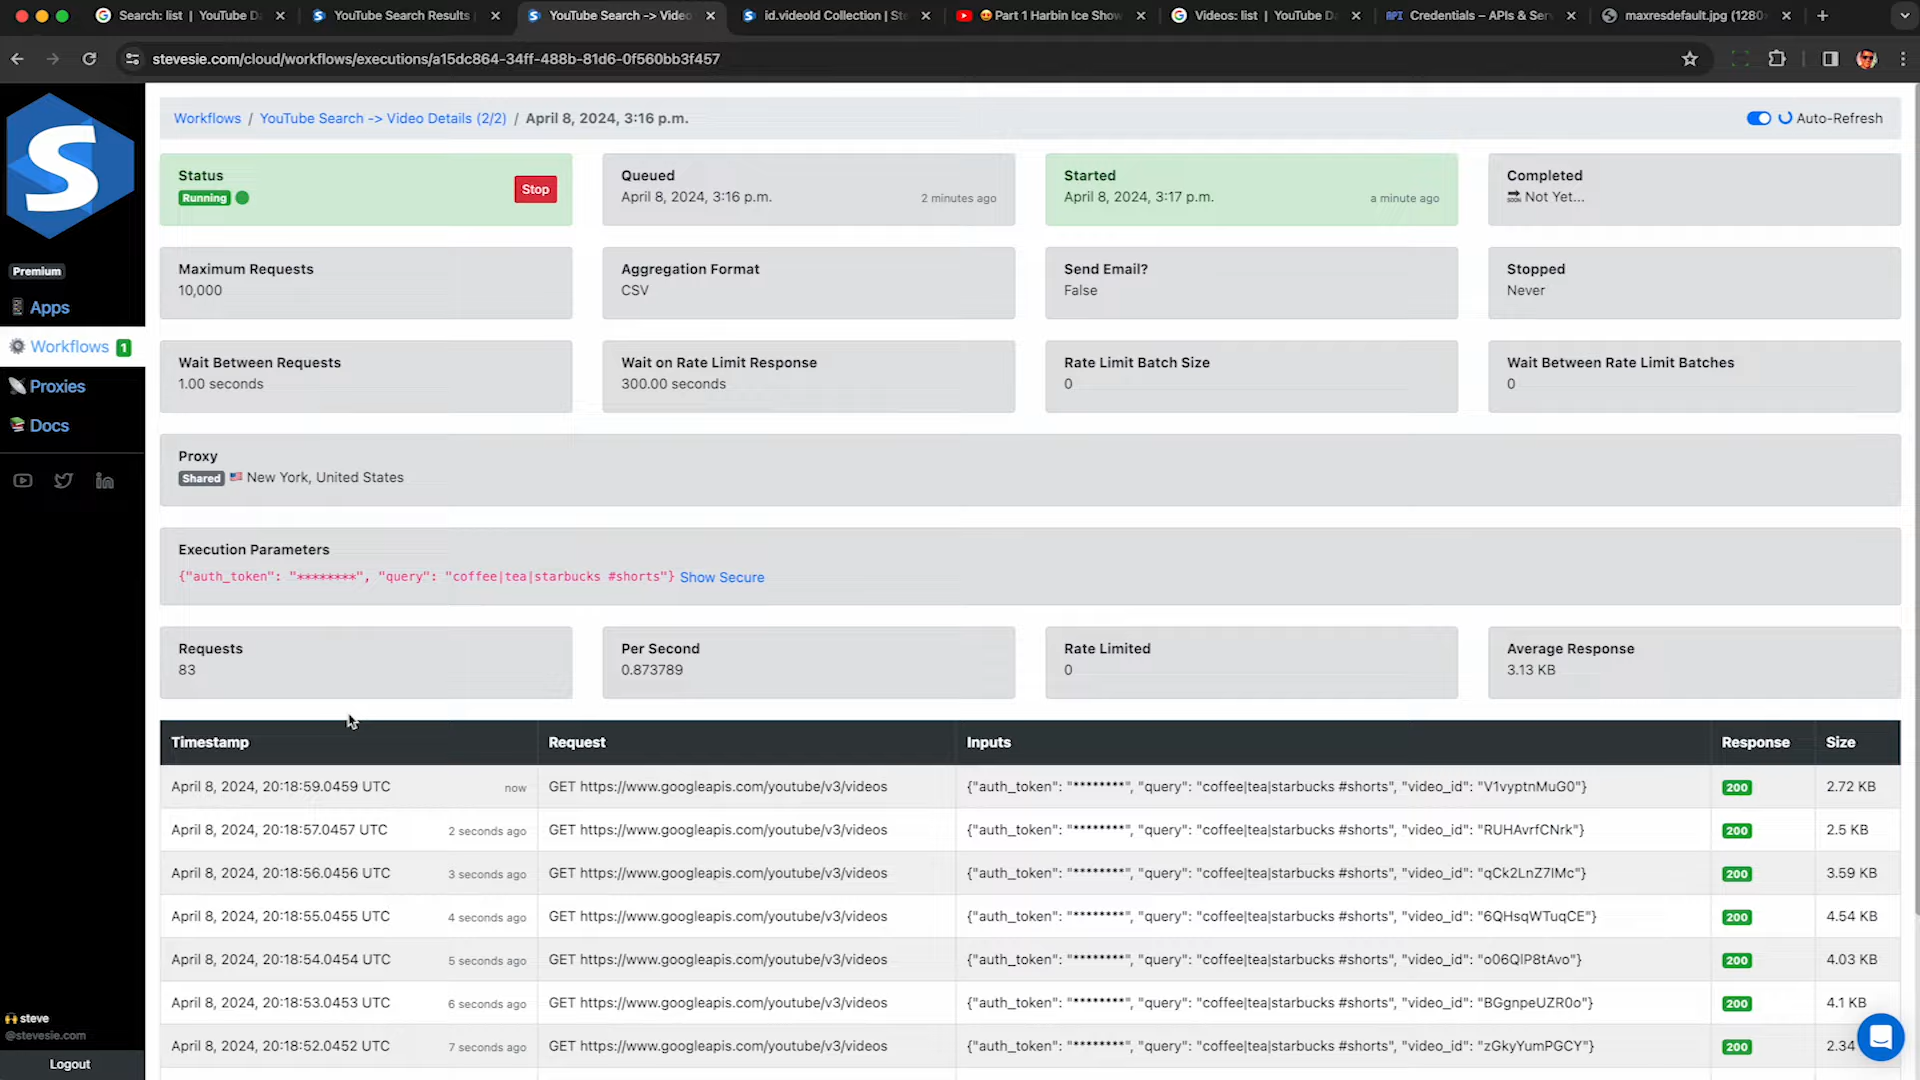 Search: list | YouTube Da
YouTube Search Results
YouTube Search -> Video
id.videoId Collection | St
Part 1 Harbin Ice Show
Videos: list | YouTube Da
API Credentials – APIs & Serv
maxresdefault.jpg (1280
stevesie.com/cloud/workflows/executions/a15dc864-34ff-488b-81d6-0f560bb3f457
Workflows / YouTube Search -> Video Details (2/2) / April 8, 2024, 3:16 p.m.
Auto-Refresh
S
Premium
Apps
Workflows 1
Proxies
Docs
steve
@stevesie.com
Logout
Status
Running
Stop
Queued
April 8, 2024, 3:16 p.m.
2 minutes ago
Started
April 8, 2024, 3:17 p.m.
a minute ago
Completed
SOON Not Yet...
Maximum Requests
10,000
Aggregation Format
CSV
Send Email?
False
Stopped
Never
Wait Between Requests
1.00 seconds
Wait on Rate Limit Response
300.00 seconds
Rate Limit Batch Size
0
Wait Between Rate Limit Batches
0
Proxy
Shared New York, United States
Execution Parameters
{"auth_token": "********", "query": "coffee|tea|starbucks #shorts"} Show Secure
Requests
83
Per Second
0.873789
Rate Limited
0
Average Response
3.13 KB
Timestamp Request Inputs Response Size
April 8, 2024, 20:18:59.0459 UTC now GET https://www.googleapis.com/youtube/v3/videos {"auth_token": "********", "query": "coffee|tea|starbucks #shorts", "video_id": "V1vyptnMuG0"} 200 2.72 KB
April 8, 2024, 20:18:57.0457 UTC 2 seconds ago GET https://www.googleapis.com/youtube/v3/videos {"auth_token": "********", "query": "coffee|tea|starbucks #shorts", "video_id": "RUHAvrfCNrk"} 200 2.5 KB
April 8, 2024, 20:18:56.0456 UTC 3 seconds ago GET https://www.googleapis.com/youtube/v3/videos {"auth_token": "********", "query": "coffee|tea|starbucks #shorts", "video_id": "qCk2LnZ7IMc"} 200 3.59 KB
April 8, 2024, 20:18:55.0455 UTC 4 seconds ago GET https://www.googleapis.com/youtube/v3/videos {"auth_token": "********", "query": "coffee|tea|starbucks #shorts", "video_id": "6QHsqWTuqCE"} 200 4.54 KB
April 8, 2024, 20:18:54.0454 UTC 5 seconds ago GET https://www.googleapis.com/youtube/v3/videos {"auth_token": "********", "query": "coffee|tea|starbucks #shorts", "video_id": "o06QlP8tAvo"} 200 4.03 KB
April 8, 2024, 20:18:53.0453 UTC 6 seconds ago GET https://www.googleapis.com/youtube/v3/videos {"auth_token": "********", "query": "coffee|tea|starbucks #shorts", "video_id": "BGgnpeUZR0o"} 200 4.1 KB
April 8, 2024, 20:18:52.0452 UTC 7 seconds ago GET https://www.googleapis.com/youtube/v3/videos {"auth_token": "********", "query": "coffee|tea|starbucks #shorts", "video_id": "zGkyYumPGCY"} 200 2.34